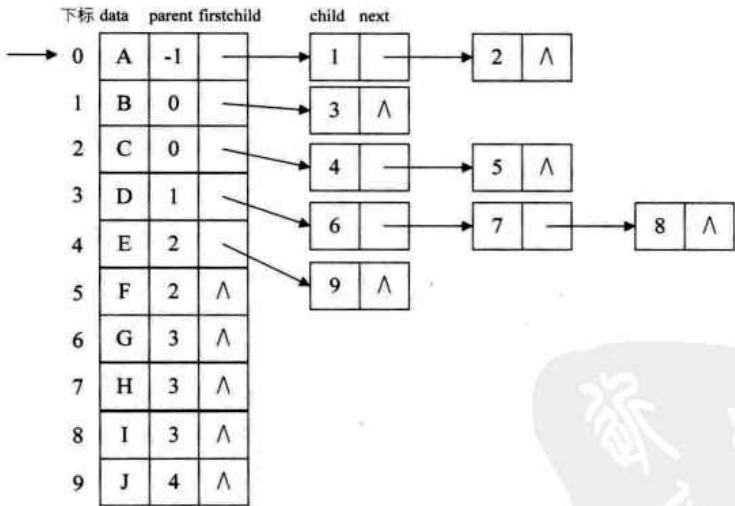 下标 data parent firstchild child next
0 A -1 1 2 ∧
1 B 0 3 ∧
2 C 0 4 5 ∧
3 D 1 6 7 8 ∧
4 E 2 9 ∧
5 F 2 ∧
6 G 3 ∧
7 H 3 ∧
8 I 3 ∧
9 J 4 ∧